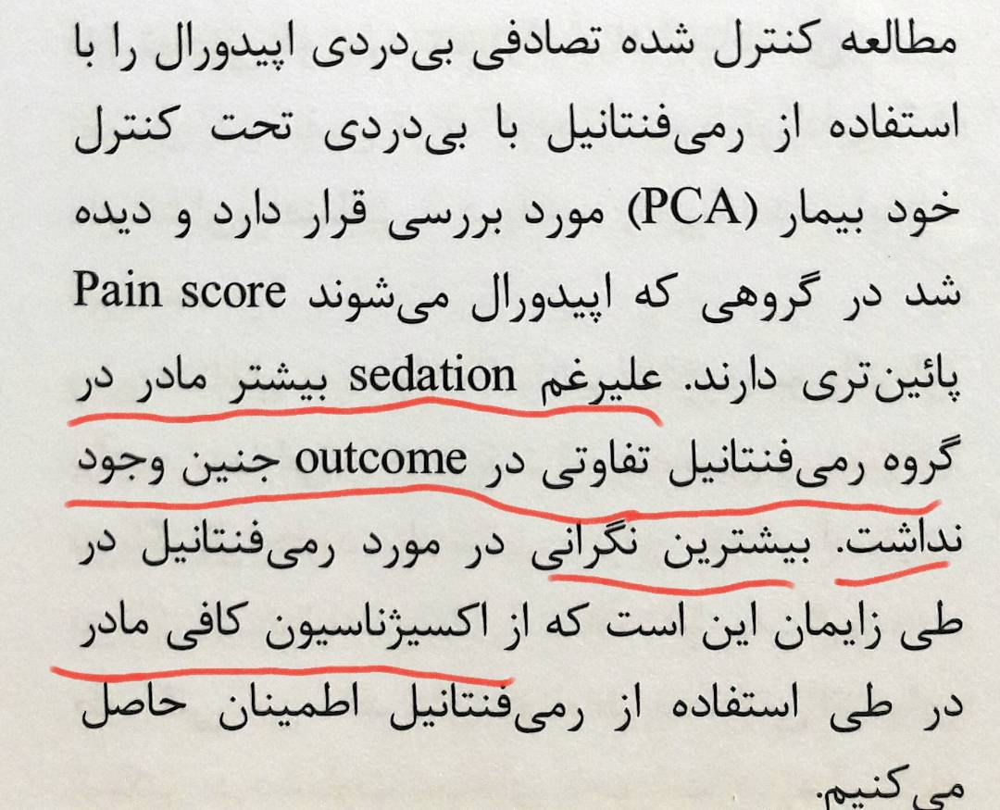 مطالعه کنترل شده تصادفی بی‌دردی اپیدورال را با
استفاده از رمی‌فنتانیل با بی‌دردی تحت کنترل
خود بیمار (PCA) مورد بررسی قرار دارد و دیده
شد در گروهی که اپیدورال می‌شوند Pain score
پائین‌تری دارند. علیرغم sedation بیشتر مادر در
گروه رمی‌فنتانیل تفاوتی در outcome جنین وجود
نداشت. بیشترین نگرانی در مورد رمی‌فنتانیل در
طی زایمان این است که از اکسیژناسیون کافی مادر
در طی استفاده از رمی‌فنتانیل اطمینان حاصل
می‌کنیم.